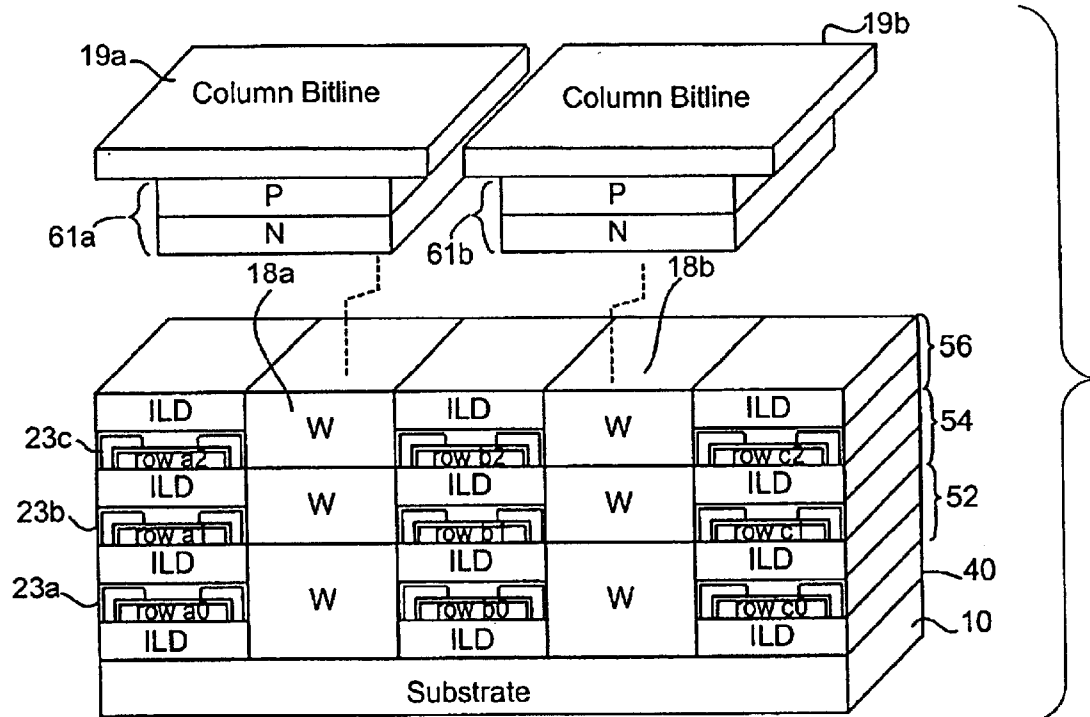 19b
19a
Column Bitline
Column Bitline
P
P
61a
61b
N
N
18a
18b
56
ILD
W
ILD
W
ILD
54
23c
row a2
row b2
row c2
ILD
W
ILD
W
ILD
52
23b
row a1
row b1
row c1
ILD
W
ILD
W
ILD
40
23a
row a0
row b0
row c0
10
ILD
ILD
ILD
Substrate